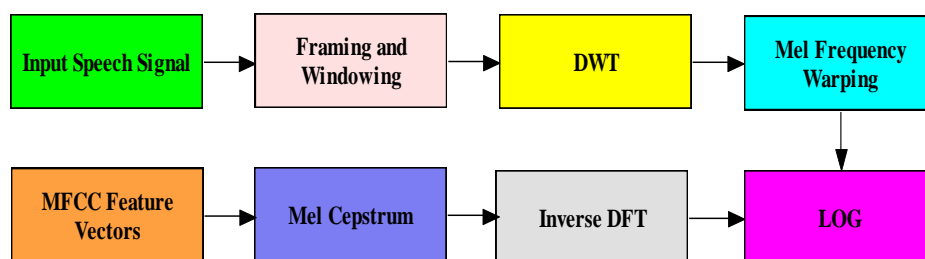 Input Speech Signal
Framing and
Windowing
DWT
Mel Frequency
Warping
MFCC Feature
Vectors
Mel Cepstrum
Inverse DFT
LOG